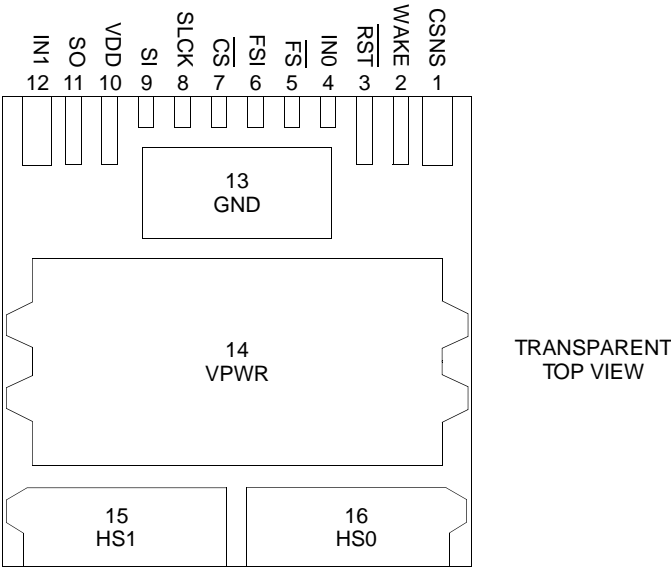 IN1 SO VDD SI SLCK CS FSI FS IN0 RST WAKE CSNS
12 11 10 9 8 7 6 5 4 3 2 1
13
GND
14
VPWR
TRANSPARENT
TOP VIEW
15
HS1
16
HS0